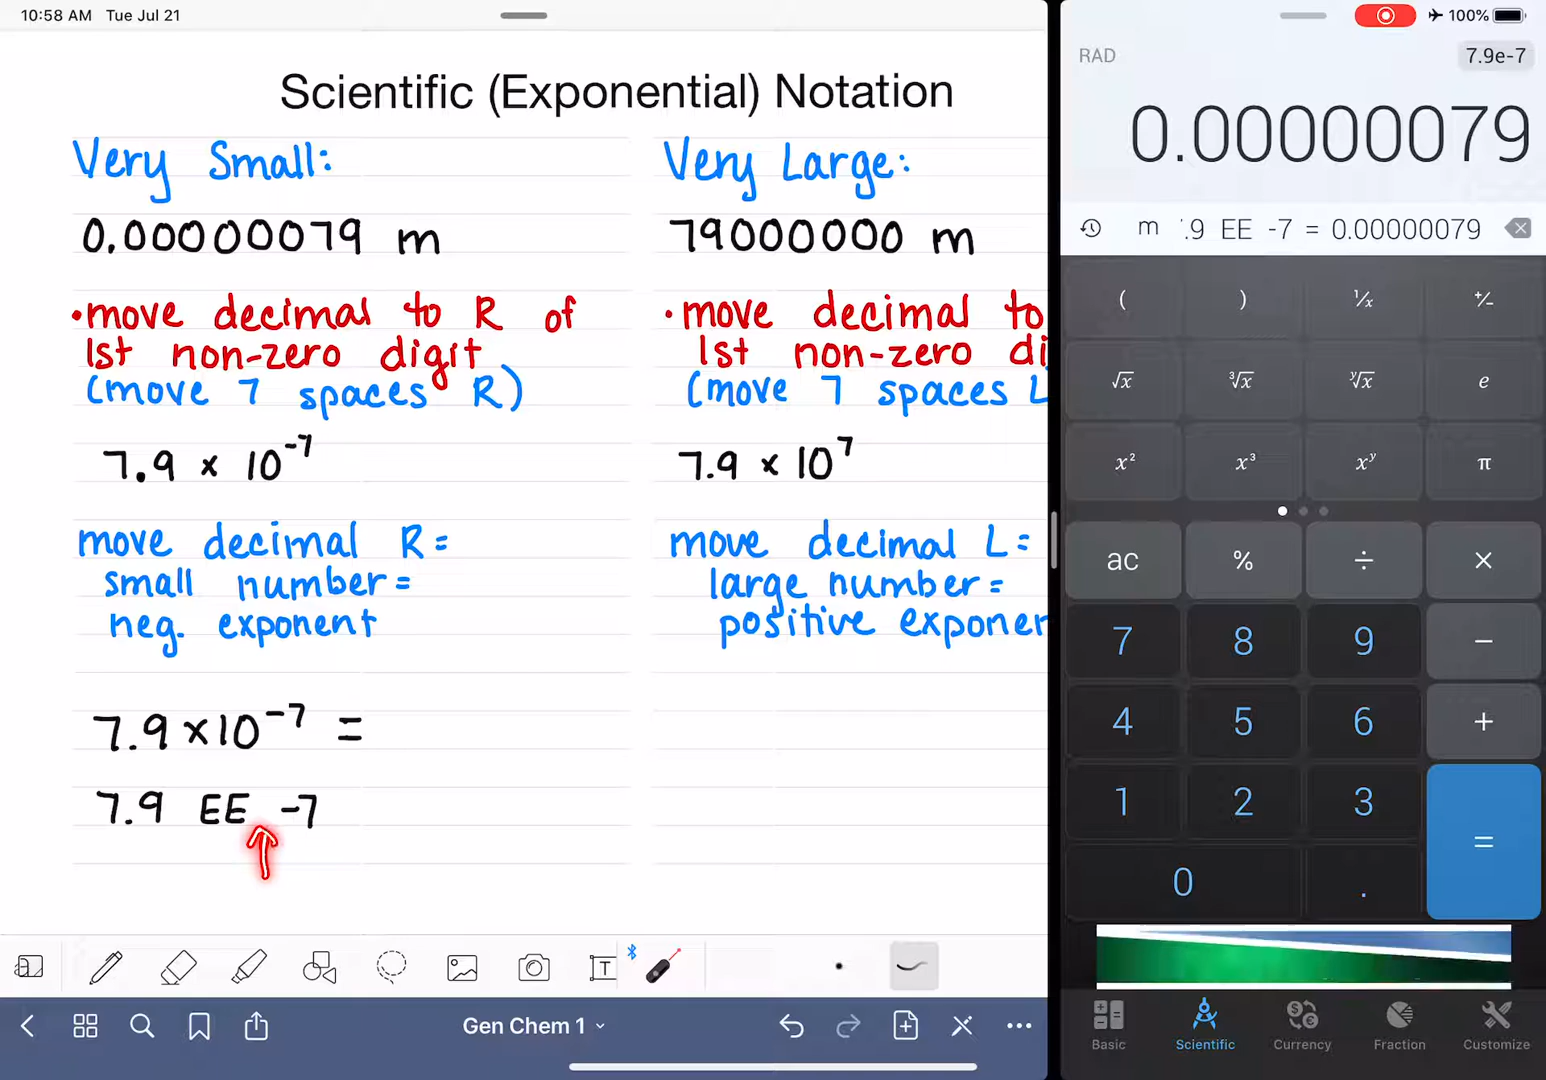 10:58 AM Tue Jul 21
100%
Scientific (Exponential) Notation
Very Small:
0.00000079 m
•move decimal to R of
1st non-zero digit
(move 7 spaces R)
7.9 × 10⁻⁷
move decimal R=
small number=
neg. exponent
7.9×10⁻⁷ =
7.9 EE -7
Very Large:
79000000 m
•move decimal to
1st non-zero di
(move 7 spaces L
7.9 × 10⁷
move decimal L=
large number=
positive exponen
T
Gen Chem 1
RAD
7.9e-7
0.00000079
m .9 EE -7 = 0.00000079
( ) ¹/x +/-
√x ³√x ʸ√x e
x² x³ xʸ π
ac % ÷ ×
7 8 9 −
4 5 6 +
1 2 3
0 . =
Basic Scientific Currency Fraction Customize